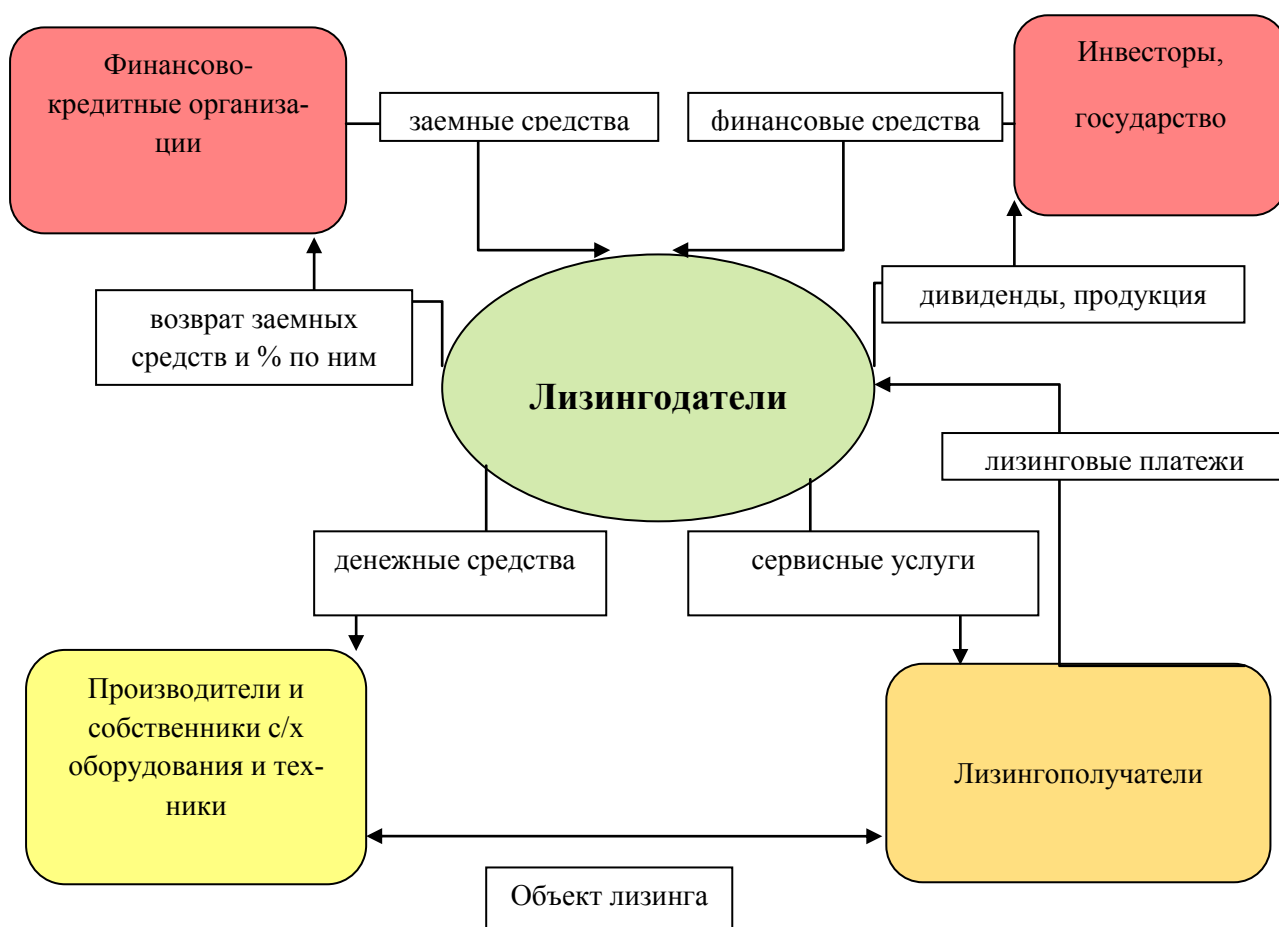 Финансово-
кредитные организа-
ции
Инвесторы,
государство
заемные средства
финансовые средства
возврат заемных
средств и % по ним
дивиденды, продукция
Лизингодатели
лизинговые платежи
денежные средства
сервисные услуги
Производители и
собственники с/х
оборудования и тех-
ники
Лизингополучатели
Объект лизинга